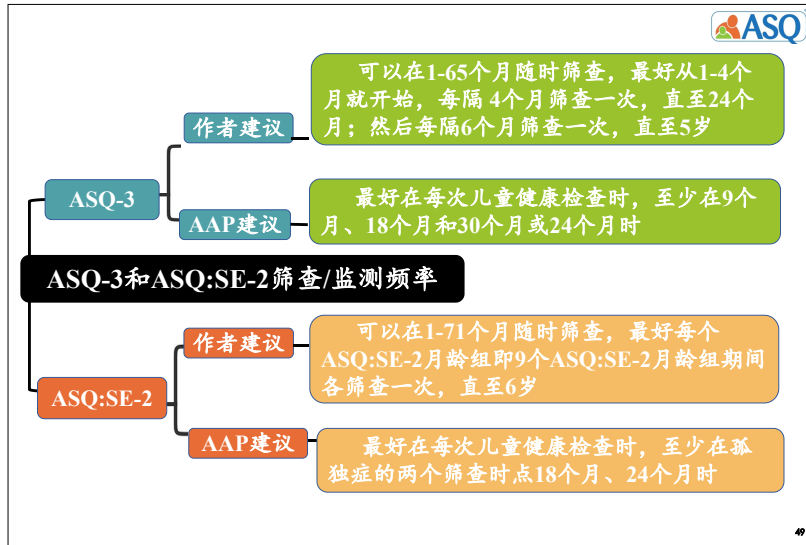 ASQ
可以在1-65个月随时筛查，最好从1-4个
月就开始，每隔 4个月筛查一次，直至24个
月；然后每隔6个月筛查一次，直至5岁
作者建议
ASQ-3
最好在每次儿童健康检查时，至少在9个
月、18个月和30个月或24个月时
AAP建议
ASQ-3和ASQ:SE-2筛查/监测频率
可以在1-71个月随时筛查，最好每个
ASQ:SE-2月龄组即9个ASQ:SE-2月龄组期间
各筛查一次，直至6岁
作者建议
ASQ:SE-2
AAP建议
最好在每次儿童健康检查时，至少在孤
独症的两个筛查时点18个月、24个月时
49